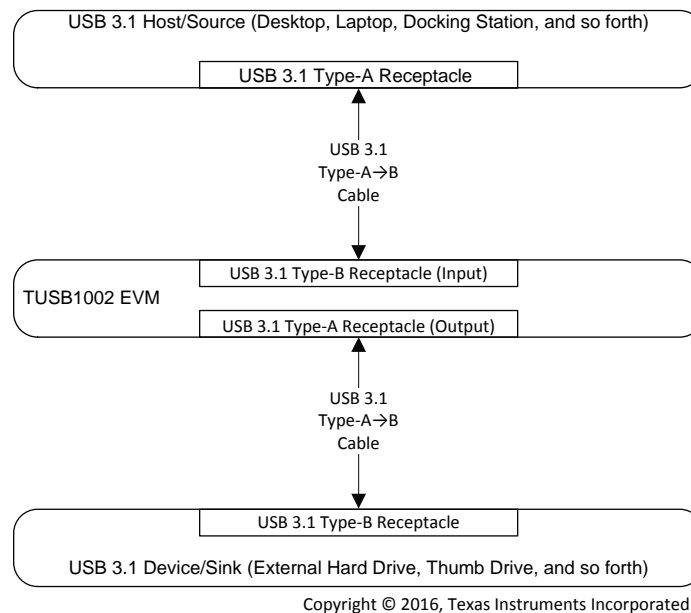 USB 3.1 Host/Source (Desktop, Laptop, Docking Station, and so forth)
USB 3.1 Type-A Receptacle
USB 3.1
Type-A→B
Cable
USB 3.1 Type-B Receptacle (Input)
TUSB1002 EVM
USB 3.1 Type-A Receptacle (Output)
USB 3.1
Type-A→B
Cable
USB 3.1 Type-B Receptacle
USB 3.1 Device/Sink (External Hard Drive, Thumb Drive, and so forth)
Copyright © 2016, Texas Instruments Incorporated